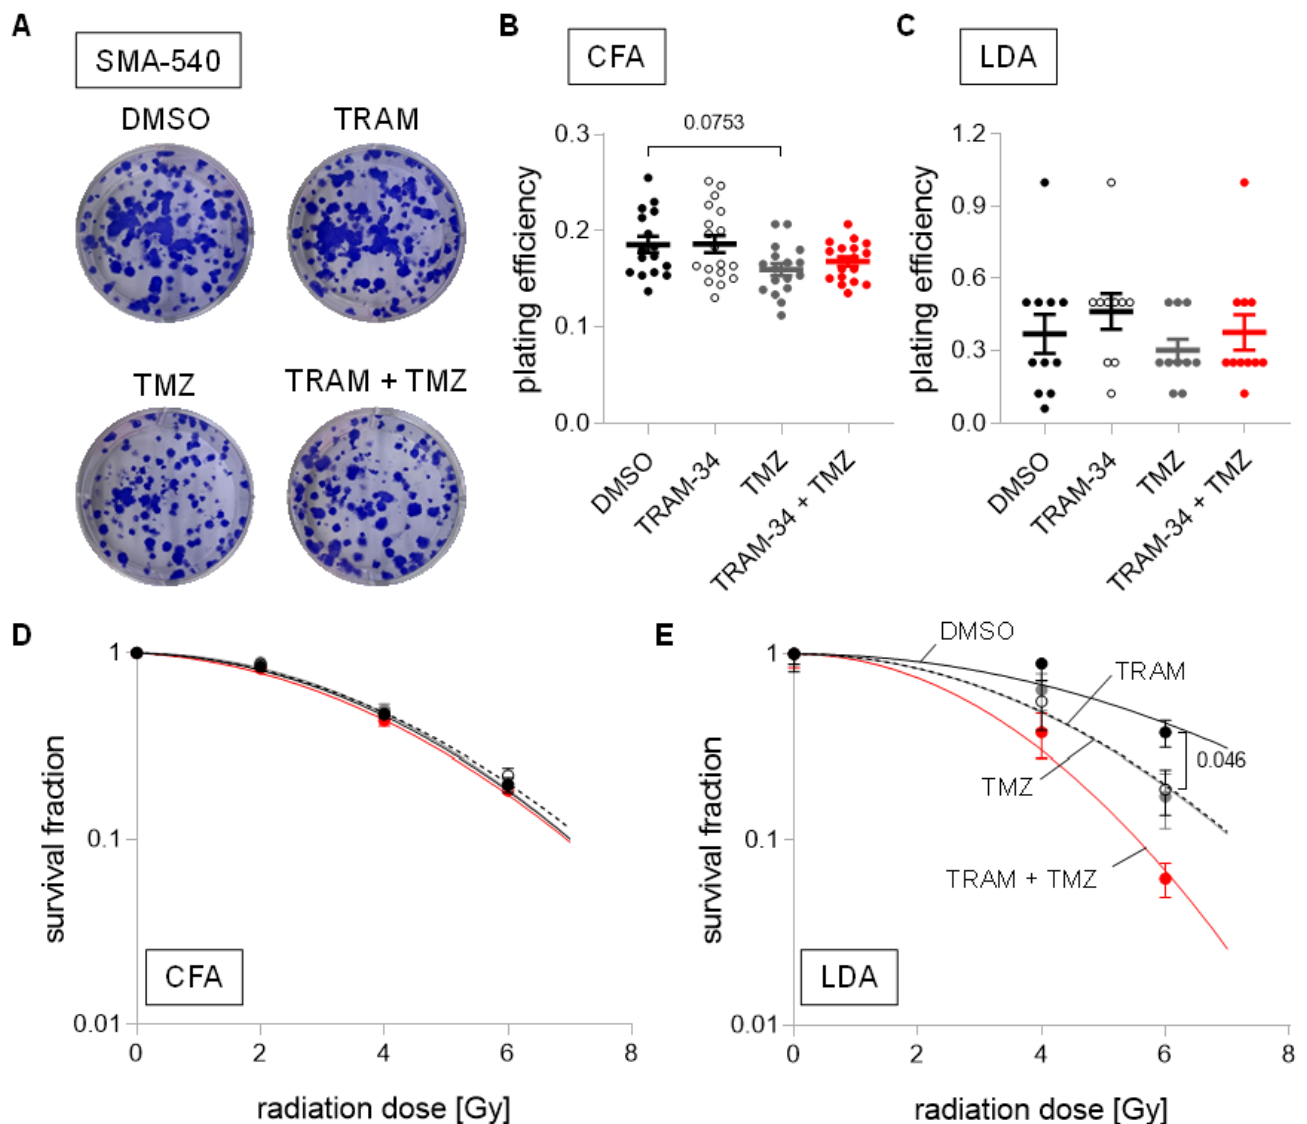 A
SMA-540
DMSO
TRAM
TMZ
TRAM + TMZ
B
CFA
0.0753
plating efficiency
0.3
0.2
0.1
0.0
DMSO
TRAM-34
TMZ
TRAM-34 + TMZ
C
LDA
plating efficiency
1.2
0.9
0.6
0.3
0.0
DMSO
TRAM-34
TMZ
TRAM-34 + TMZ
D
survival fraction
1
0.1
0.01
CFA
0
2
4
6
8
radiation dose [Gy]
E
survival fraction
1
0.1
0.01
DMSO
TRAM
TMZ
0.046
TRAM + TMZ
LDA
0
2
4
6
8
radiation dose [Gy]